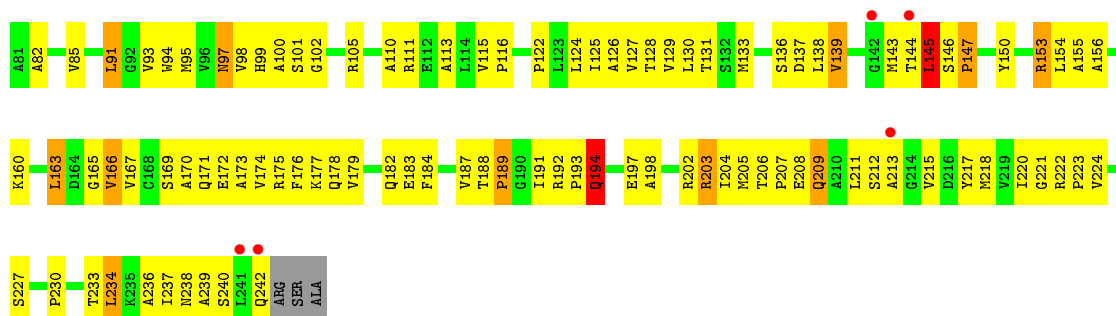 A81 A82 V85 L91 G92 V93 W94 M95 V96 N97 V98 H99 A100 S101 G102 R105 A110 R111 E112 A113 L114 V115 P116 P122 L123 L124 I125 A126 V127 T128 V129 L130 T131 S132 M133 S136 D137 L138 V139 G142 M143 T144 L145 S146 P147 Y150 R153 L154 A155 A156
K160 L163 D164 G165 V166 V167 C168 S169 A170 Q171 E172 A173 V174 R175 F176 K177 Q178 V179 Q182 E183 F184 V187 T188 P189 G190 I191 R192 P193 Q194 E197 A198 R202 R203 I204 M205 T206 P207 E208 Q209 A210 L211 S212 A213 G214 V215 D216 Y217 M218 V219 I220 G221 R222 P223 V224
S227 P230 T233 L234 K235 A236 I237 N238 A239 S240 L241 Q242 ARG SER ALA